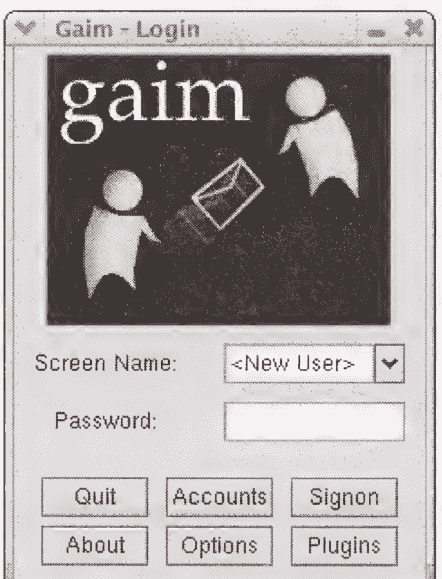 Gaim - Login
gaim
Screen Name: <New User>
Password:
Quit Accounts Signon
About Options Plugins